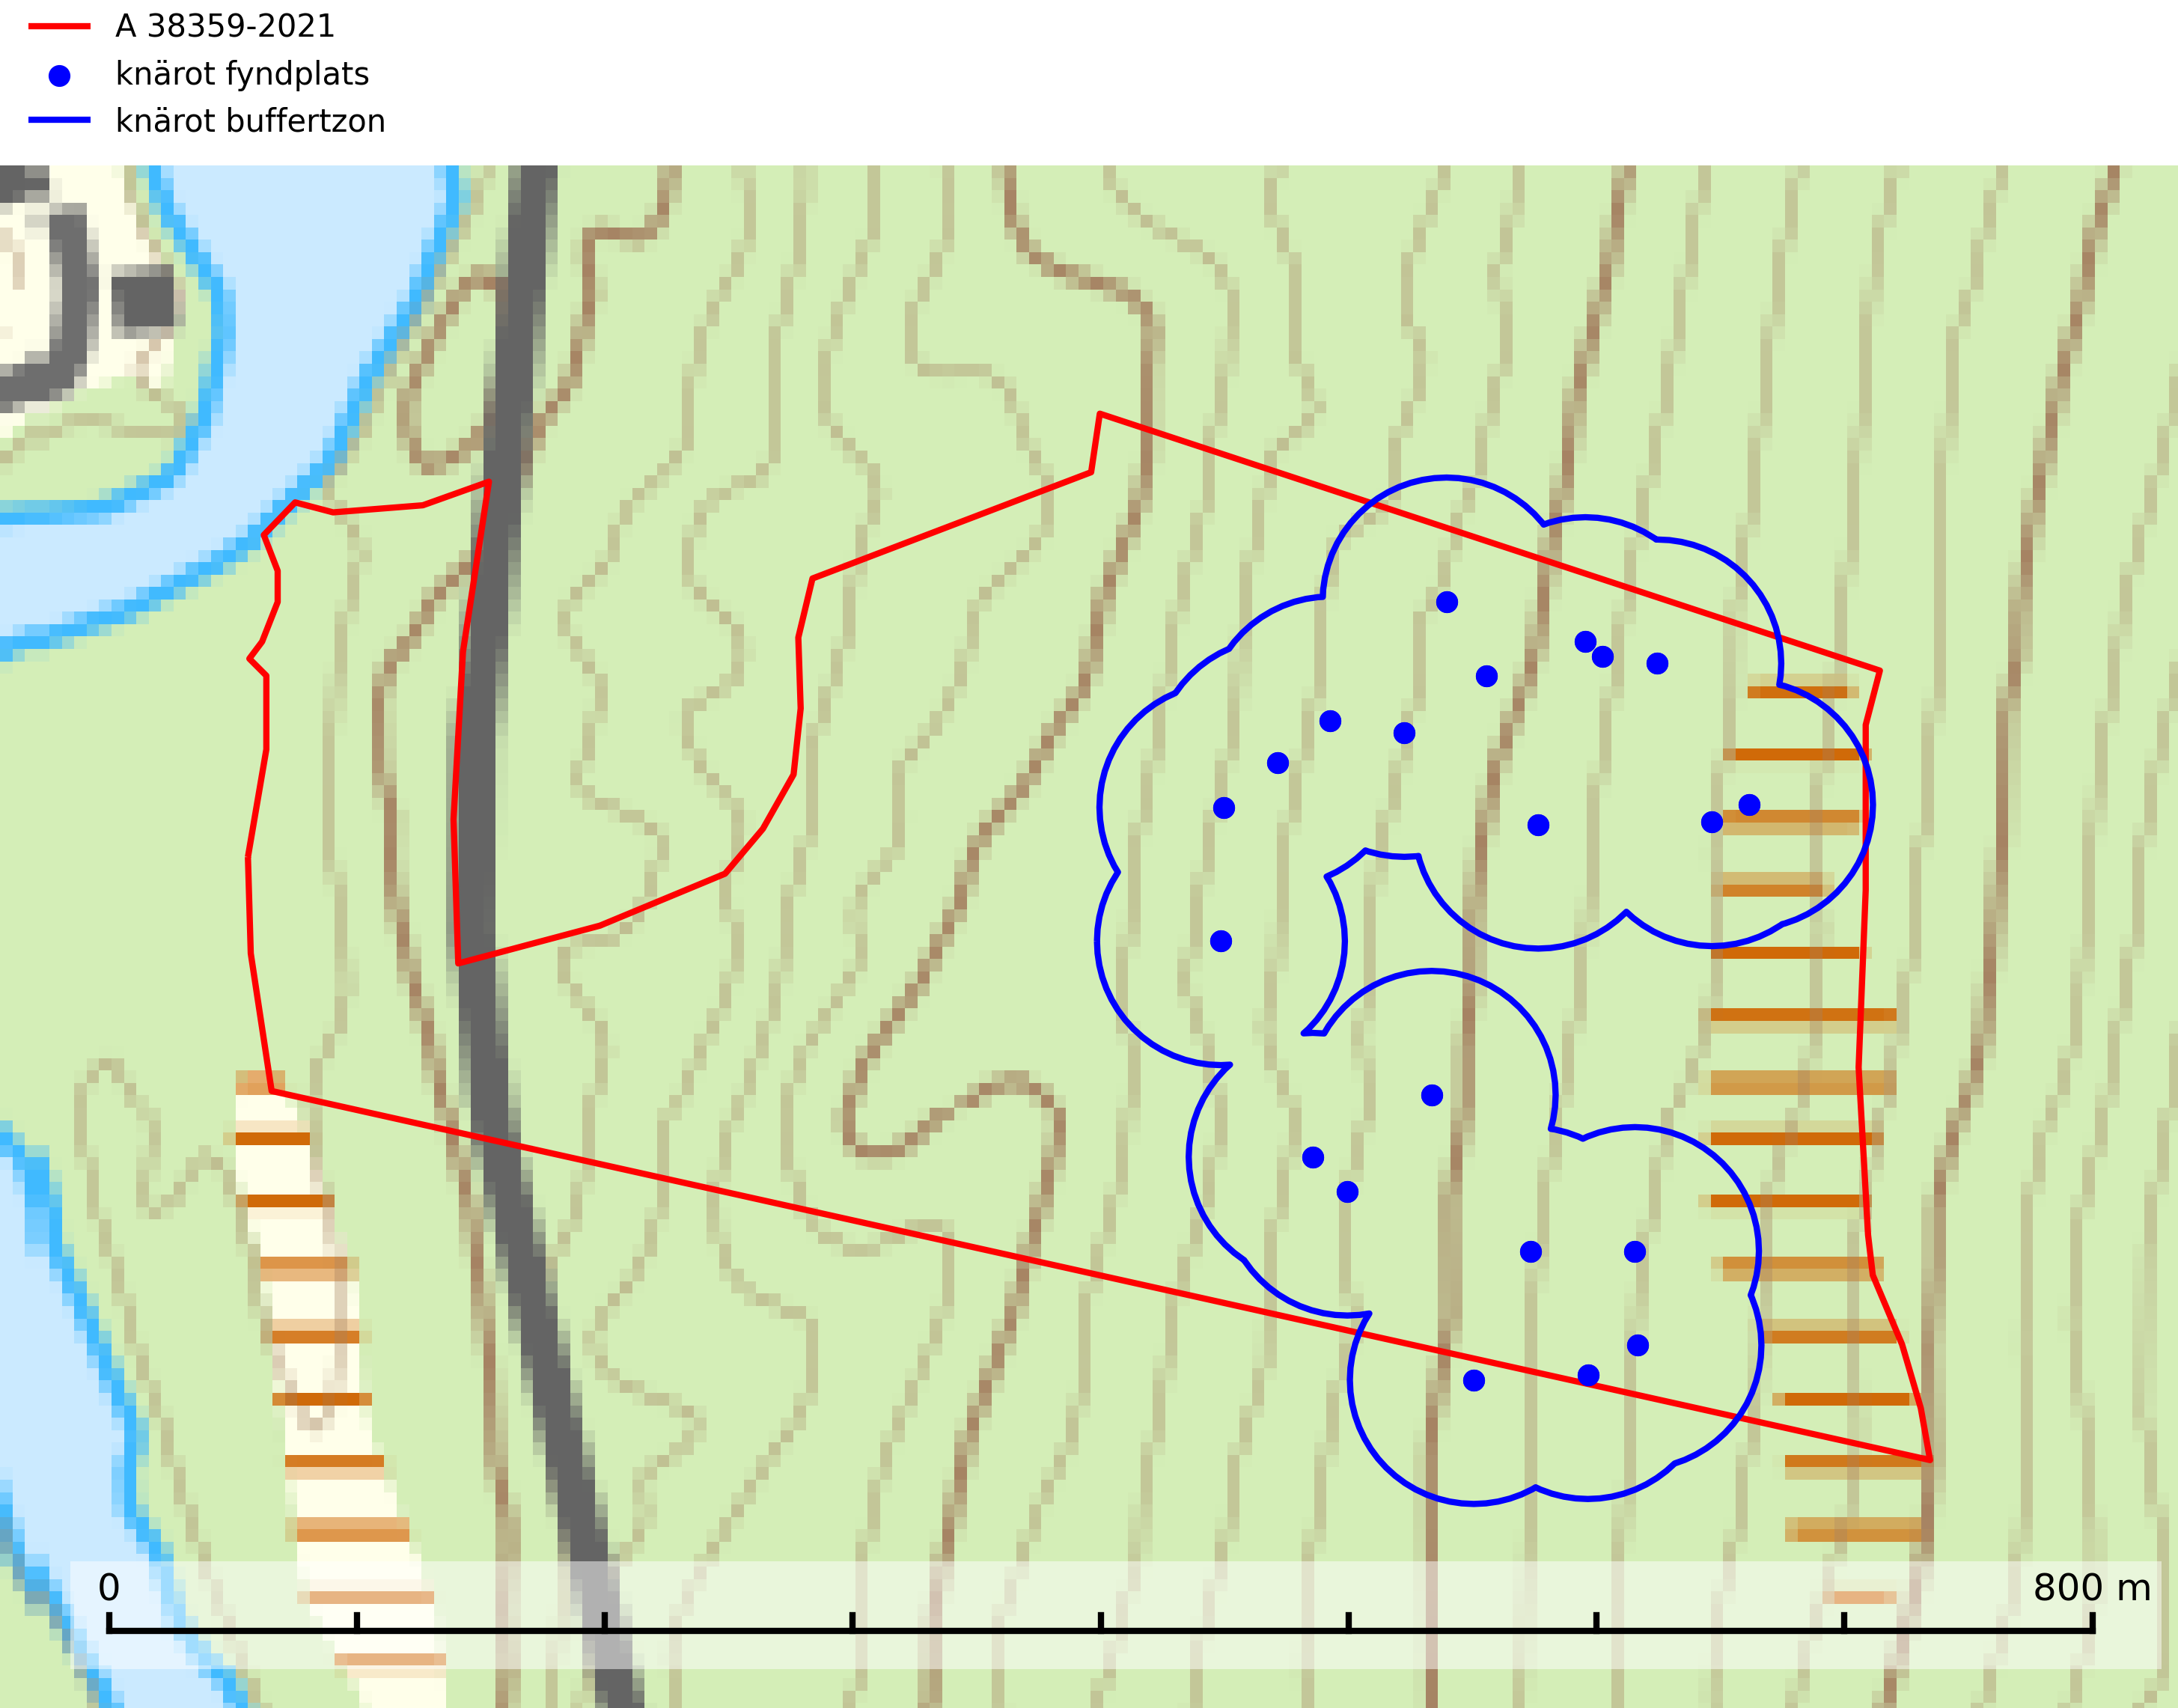 A 38359-2021
knärot fyndplats
knärot buffertzon
0
800 m